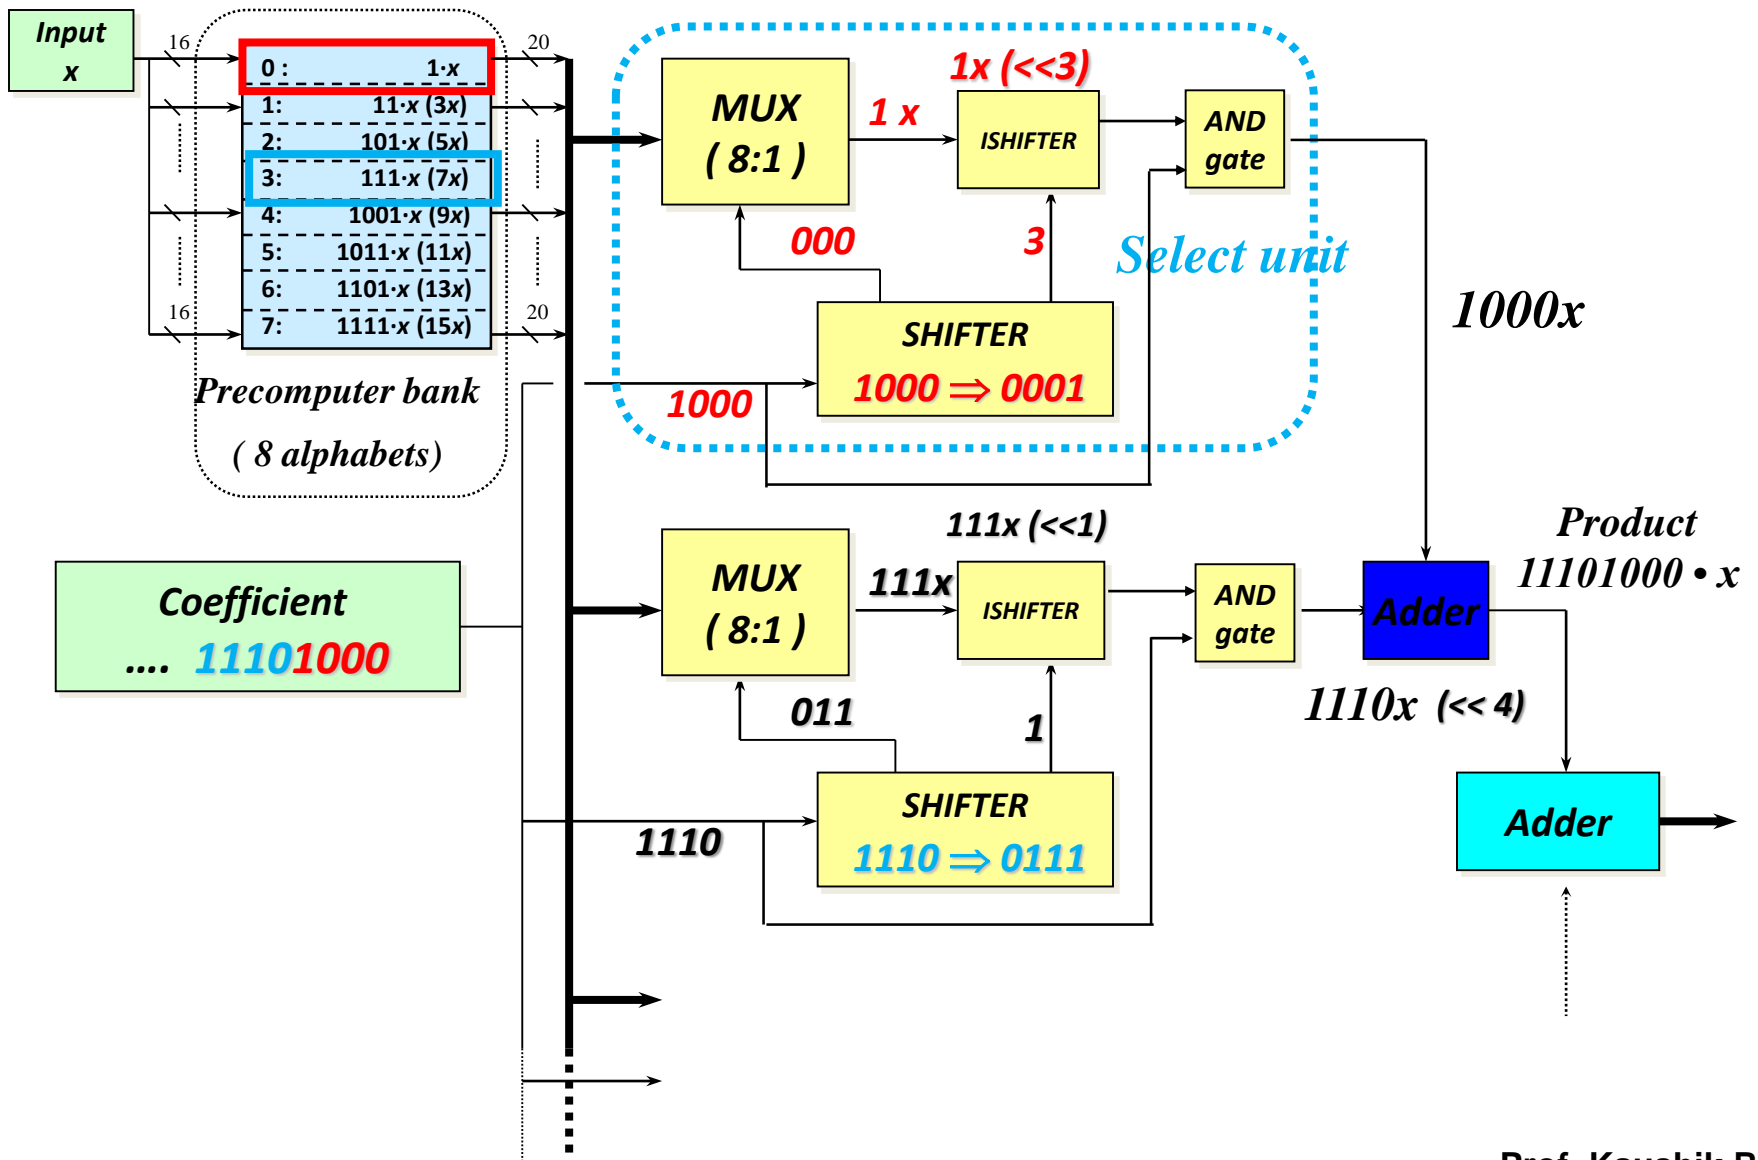 Input
x
16
20
0 : 1·x
1: 11·x (3x)
2: 101·x (5x)
3: 111·x (7x)
4: 1001·x (9x)
5: 1011·x (11x)
6: 1101·x (13x)
7: 1111·x (15x)
16
20
Precomputer bank
( 8 alphabets)
MUX
( 8:1 )
1 x
1x (<<3)
ISHIFTER
AND
gate
000
3
Select unit
SHIFTER
1000 ⇒ 0001
1000
1000x
Coefficient
.... 11101000
MUX
( 8:1 )
111x
111x (<<1)
ISHIFTER
AND
gate
011
1
SHIFTER
1110 ⇒ 0111
1110
Product
11101000 • x
Adder
1110x (<< 4)
Adder
Prof. Kaushik